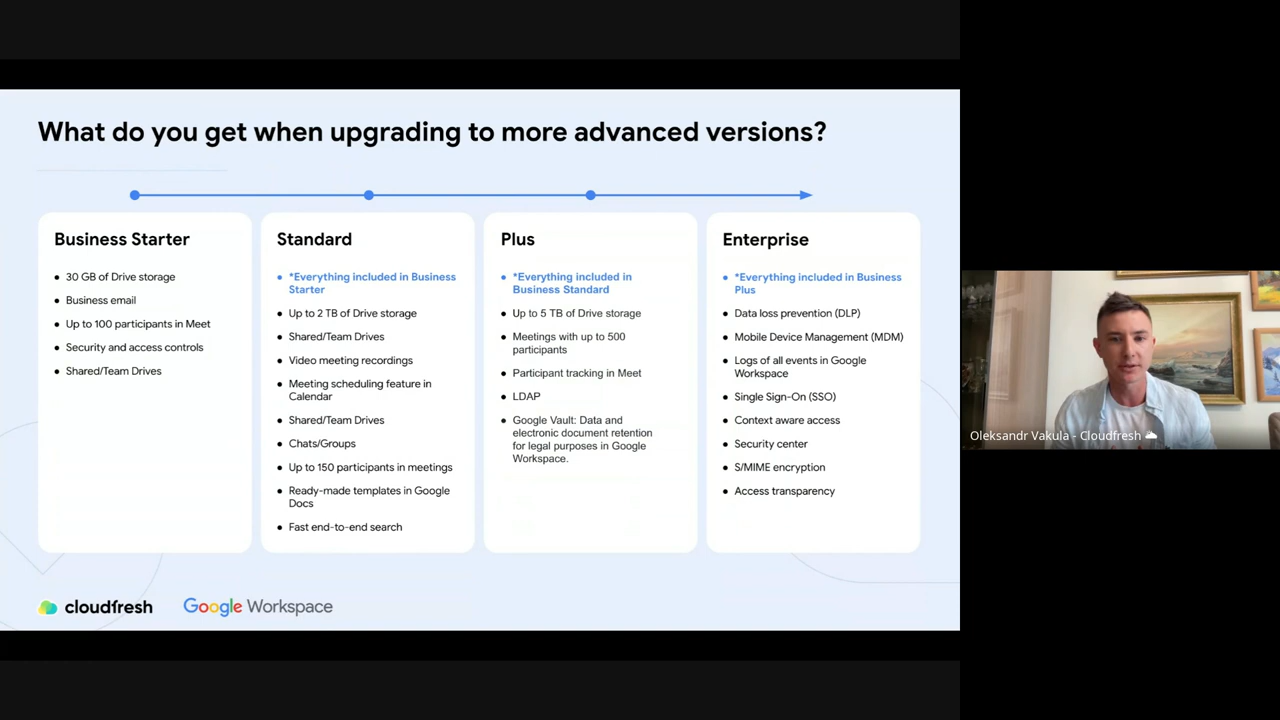 What do you get when upgrading to more advanced versions?
Business Starter
30 GB of Drive storage
Business email
Up to 100 participants in Meet
Security and access controls
Shared/Team Drives
Standard
*Everything included in Business
Starter
Up to 2 TB of Drive storage
Shared/Team Drives
Video meeting recordings
Meeting scheduling feature in
Calendar
Shared/Team Drives
Chats/Groups
Up to 150 participants in meetings
Ready-made templates in Google
Docs
Fast end-to-end search
Plus
*Everything included in
Business Standard
Up to 5 TB of Drive storage
Meetings with up to 500
participants
Participant tracking in Meet
LDAP
Google Vault: Data and
electronic document retention
for legal purposes in Google
Workspace.
Enterprise
*Everything included in Business
Plus
Data loss prevention (DLP)
Mobile Device Management (MDM)
Logs of all events in Google
Workspace
Single Sign-On (SSO)
Context aware access
Security center
S/MIME encryption
Access transparency
cloudfresh
Google Workspace
Oleksandr Vakula - Cloudfresh